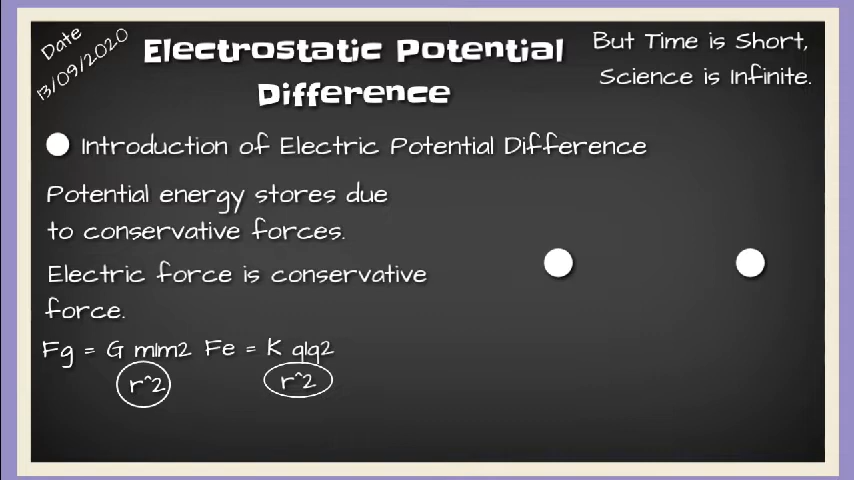 Date
13/09/2020
Electrostatic Potential
Difference
But Time is Short,
Science is Infinite.
Introduction of Electric Potential Difference
Potential energy stores due
to conservative forces.
Electric force is conservative
force.
Fg = G m1m2 Fe = K q1q2
r^2 r^2